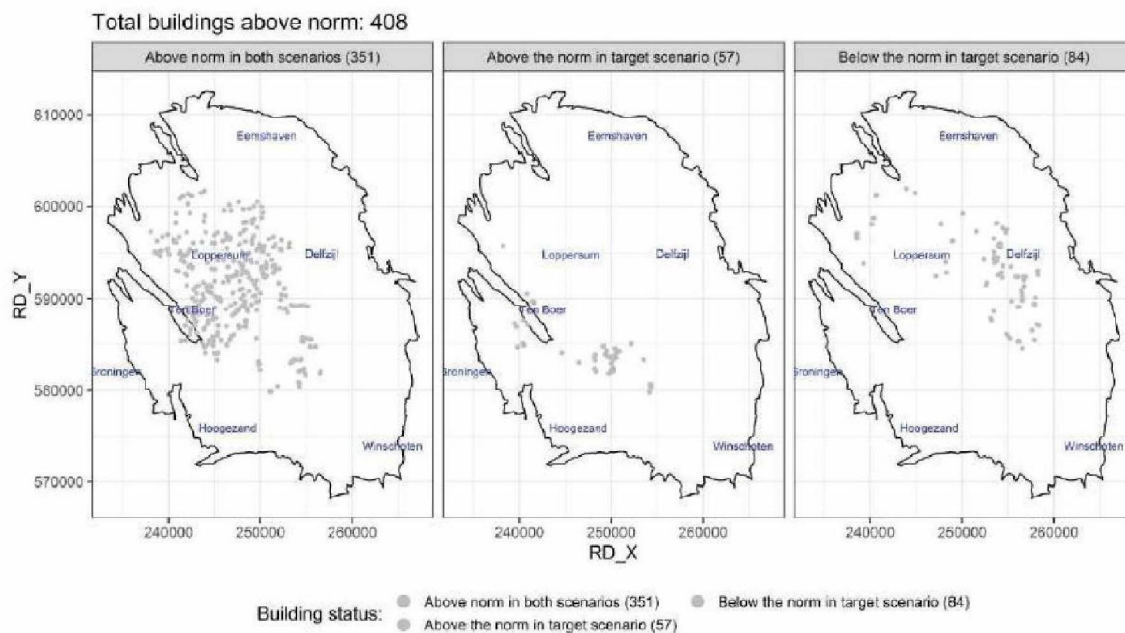 Total buildings above norm: 408
Above norm in both scenarios (351)
Above the norm in target scenario (57)
Below the norm in target scenario (84)
RD_Y
610000
600000
590000
580000
570000
Eemshaven
Loppersum
Delfzijl
Ten Boer
Groningen
Hoogezand
Winschoten
Eemshaven
Loppersum
Delfzijl
Ten Boer
Groningen
Hoogezand
Winschoten
Eemshaven
Loppersum
Delfzijl
Ten Boer
Groningen
Hoogezand
Winschoten
240000 250000 260000
240000 250000 260000
240000 250000 260000
RD_X
Building status:
Above norm in both scenarios (351)
Below the norm in target scenario (84)
Above the norm in target scenario (57)